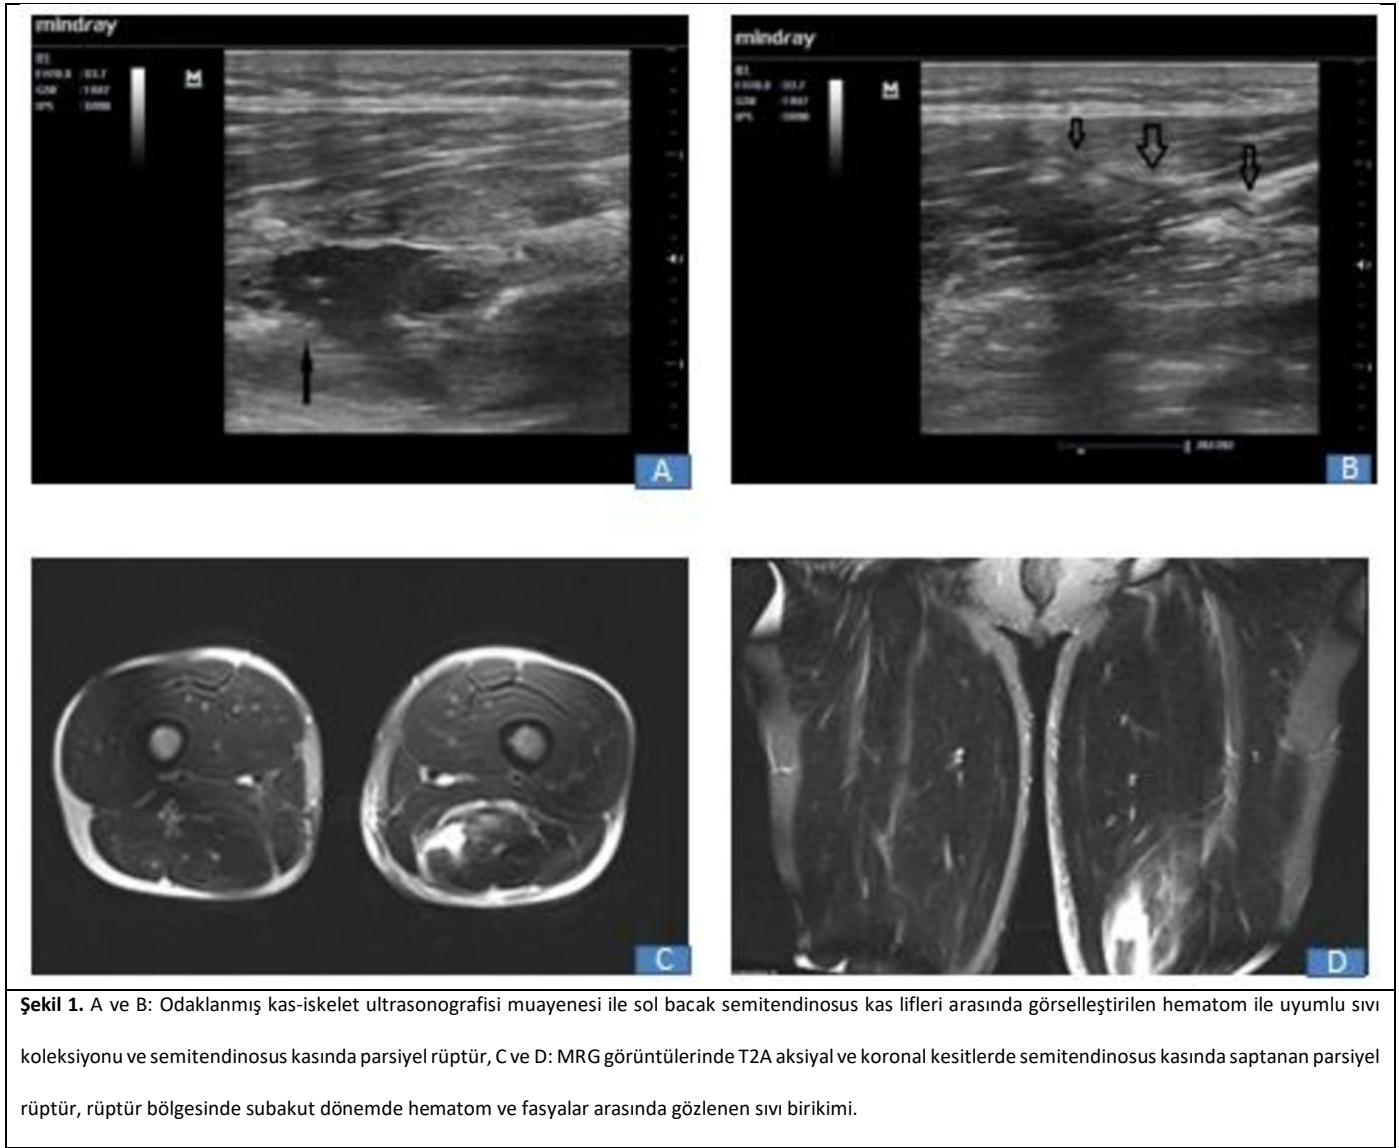 mindray
mindray
M
M
A
B
C
D
Şekil 1. A ve B: Odaklanmış kas-iskelet ultrasonografisi muayenesi ile sol bacak semitendinosus kas lifleri arasında görselleştirilen hematom ile uyumlu sıvı
koleksiyonu ve semitendinosus kasında parsiyel rüptür, C ve D: MRG görüntülerinde T2A aksiyal ve koronal kesitlerde semitendinosus kasında saptanan parsiyel
rüptür, rüptür bölgesinde subakut dönemde hematom ve fasyalar arasında gözlenen sıvı birikimi.